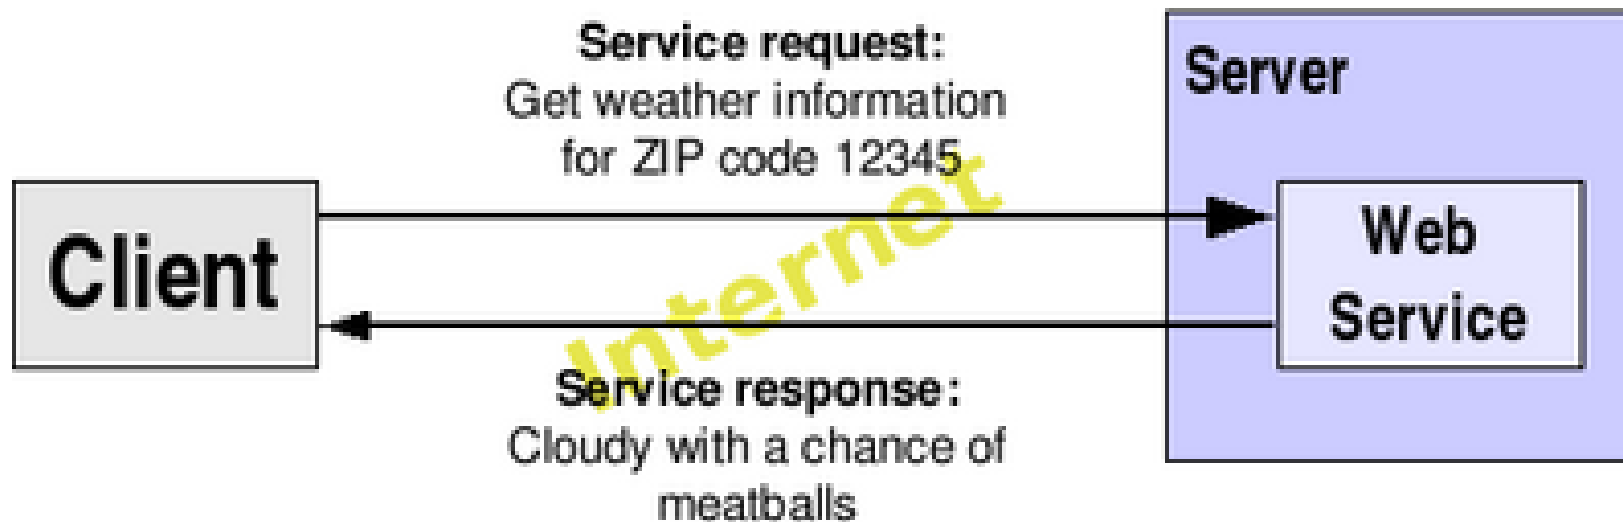 Service request:
Get weather information
for ZIP code 12345
Server
Client
Internet
Web
Service
Service response:
Cloudy with a chance of
meatballs